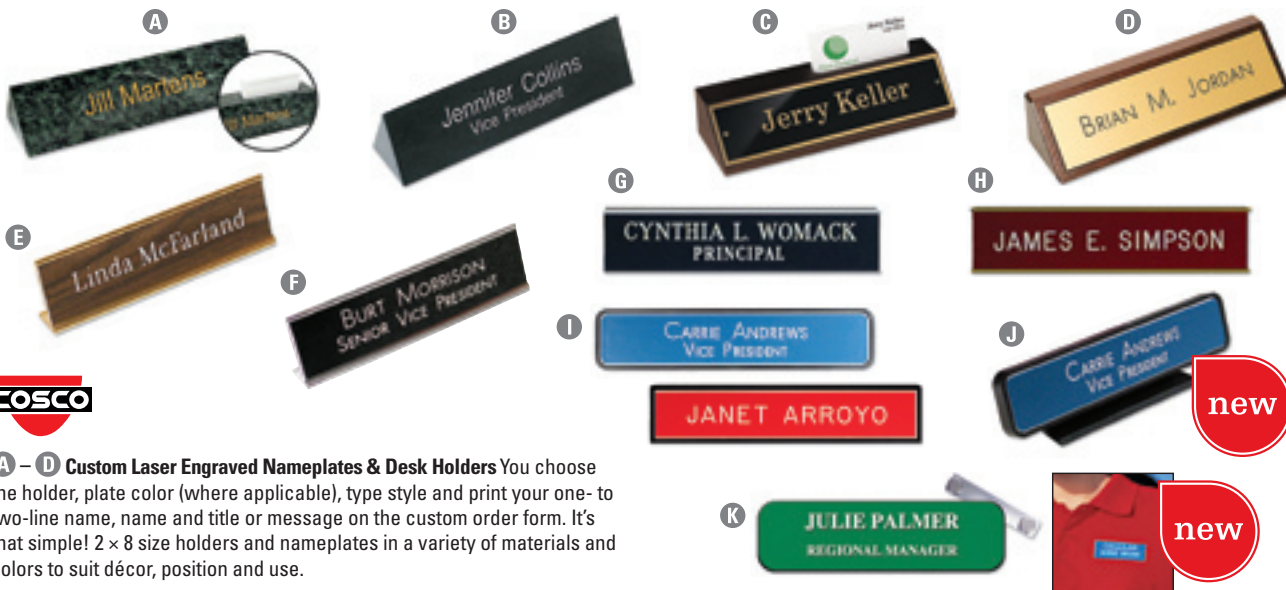 A
B
C
D
Jill Martens
Jennifer Collins
Vice President
Jerry Keller
BRIAN M. JORDAN
E
Linda McFarland
F
BURT MORRISON
SENIOR VICE PRESIDENT
G
CYNTHIA L. WOMACK
PRINCIPAL
H
JAMES E. SIMPSON
I
CARRIE ANDREWS
VICE PRESIDENT
JANET ARROYO
J
CARRIE ANDREWS
VICE PRESIDENT
new
COSCO
A – D Custom Laser Engraved Nameplates & Desk Holders You choose
he holder, plate color (where applicable), type style and print your one- to
wo-line name, name and title or message on the custom order form. It's
hat simple! 2 × 8 size holders and nameplates in a variety of materials and
olors to suit décor, position and use.
K
JULIE PALMER
REGIONAL MANAGER
new